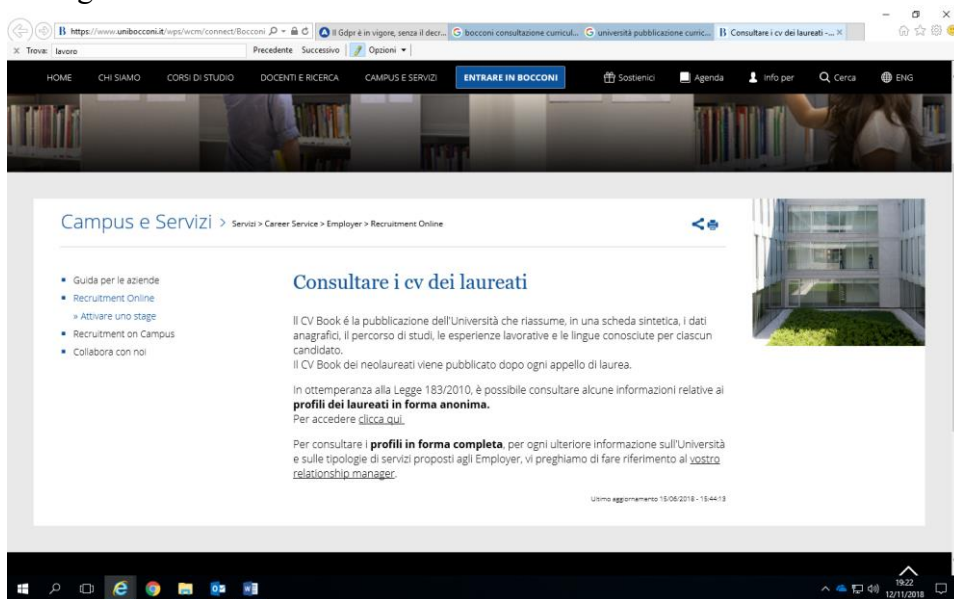 https://www.unibocconi.it/wps/wcm/connect/Bocconi
Il Gdpr è in vigore, senza il decr...
bocconi consultazione curricul...
università pubblicazione curric...
Consultare i cv dei laureati -...
X Trova: lavoro
Precedente Successivo
Opzioni
HOME CHI SIAMO CORSI DI STUDIO DOCENTI E RICERCA CAMPUS E SERVIZI ENTRARE IN BOCCONI Sostienici Agenda Info per Cerca ENG
Campus e Servizi > Servizi > Career Service > Employer > Recruitment Online
Guida per le aziende
Recruitment Online
» Attivare uno stage
Recruitment on Campus
Collabora con noi
Consultare i cv dei laureati
Il CV Book é la pubblicazione dell'Università che riassume, in una scheda sintetica, i dati
anagrafici, il percorso di studi, le esperienze lavorative e le lingue conosciute per ciascun
candidato.
Il CV Book dei neolaureati viene pubblicato dopo ogni appello di laurea.
In ottemperanza alla Legge 183/2010, è possibile consultare alcune informazioni relative ai
profili dei laureati in forma anonima.
Per accedere clicca qui
Per consultare i profili in forma completa, per ogni ulteriore informazione sull'Università
e sulle tipologie di servizi proposti agli Employer, vi preghiamo di fare riferimento al vostro
relationship manager.
Ultimo aggiornamento 15/06/2018 - 15:44:13
19:22
12/11/2018